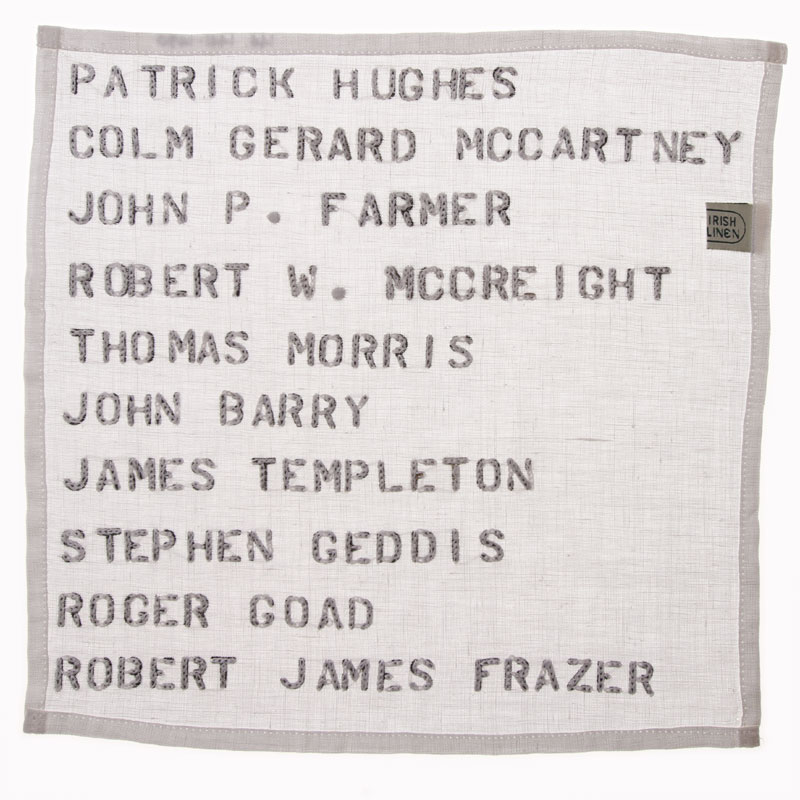 PATRICK HUGHES
COLM GERARD MCCARTNEY
JOHN P. FARMER
IRISH
LINEN
ROBERT W. MCCREIGHT
THOMAS MORRIS
JOHN BARRY
JAMES TEMPLETON
STEPHEN GEDDIS
ROGER GOAD
ROBERT JAMES FRAZER